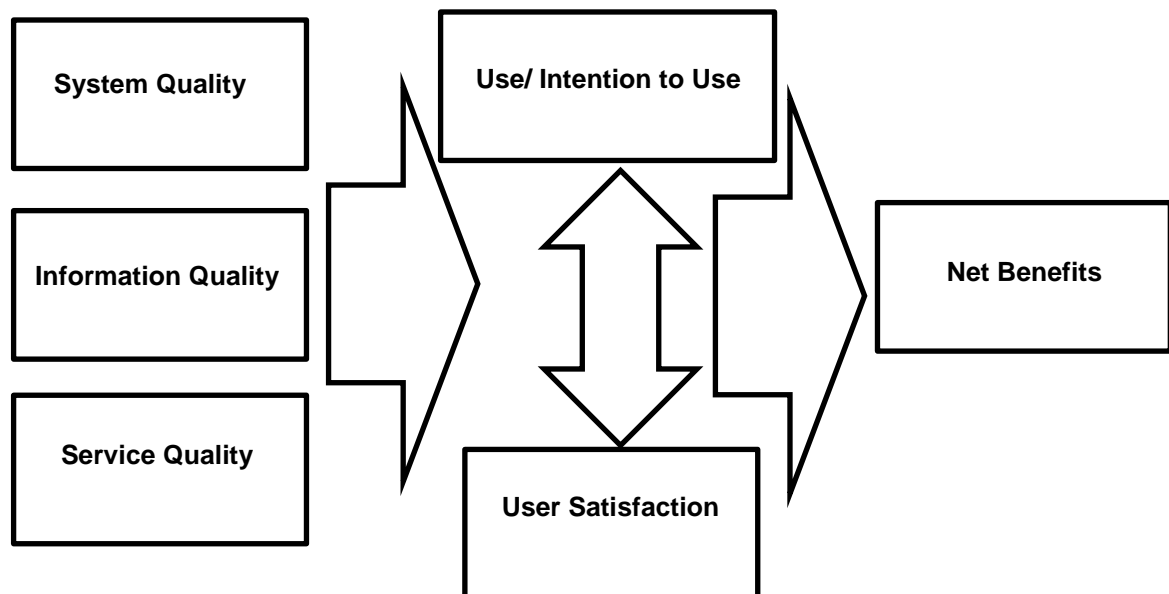 System Quality
Information Quality
Service Quality
Use/ Intention to Use
User Satisfaction
Net Benefits